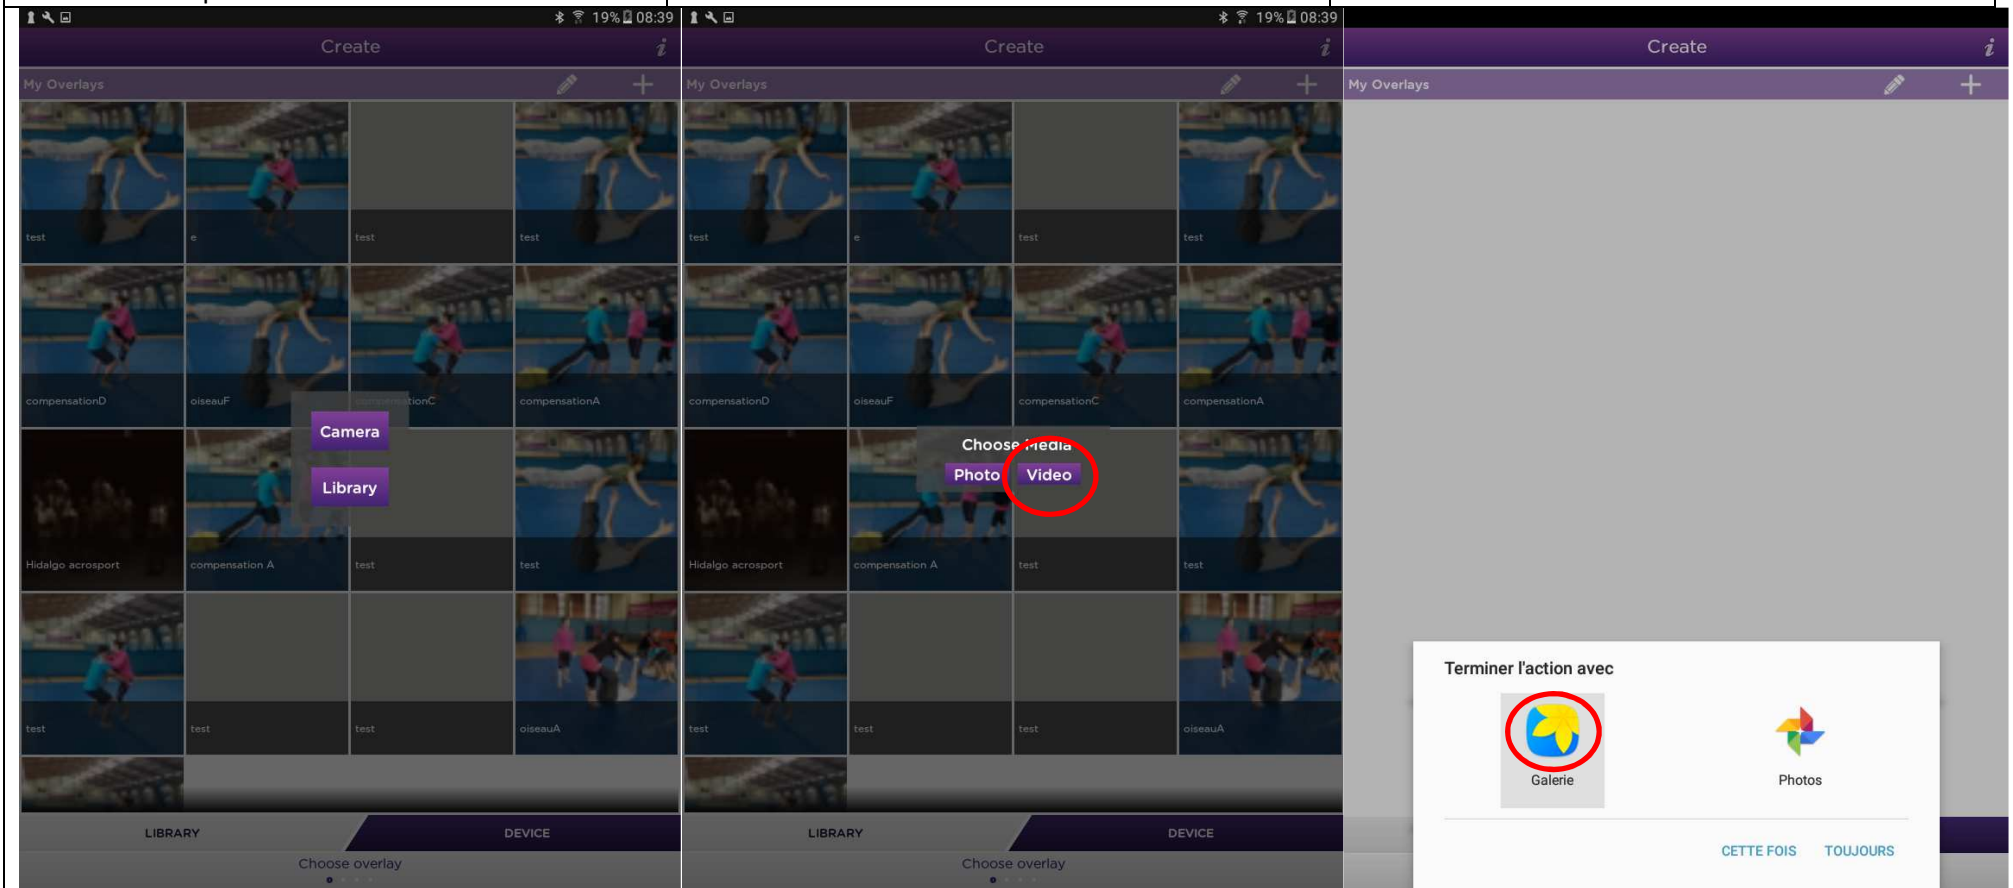 19% 08:39
Create
i
My Overlays
test
e
test
test
compensationD
oiseauF
compensationC
compensationA
Camera
Library
Hidalgo acrosport
compensation A
test
test
test
test
test
oiseauA
LIBRARY
DEVICE
Choose overlay
19% 08:39
Create
i
My Overlays
test
e
test
test
compensationD
oiseauF
compensationC
compensationA
Choose Media
Photo
Video
Hidalgo acrosport
compensation A
test
test
test
test
test
oiseauA
LIBRARY
DEVICE
Choose overlay
Create
i
My Overlays
Terminer l'action avec
Galerie
Photos
CETTE FOIS
TOUJOURS